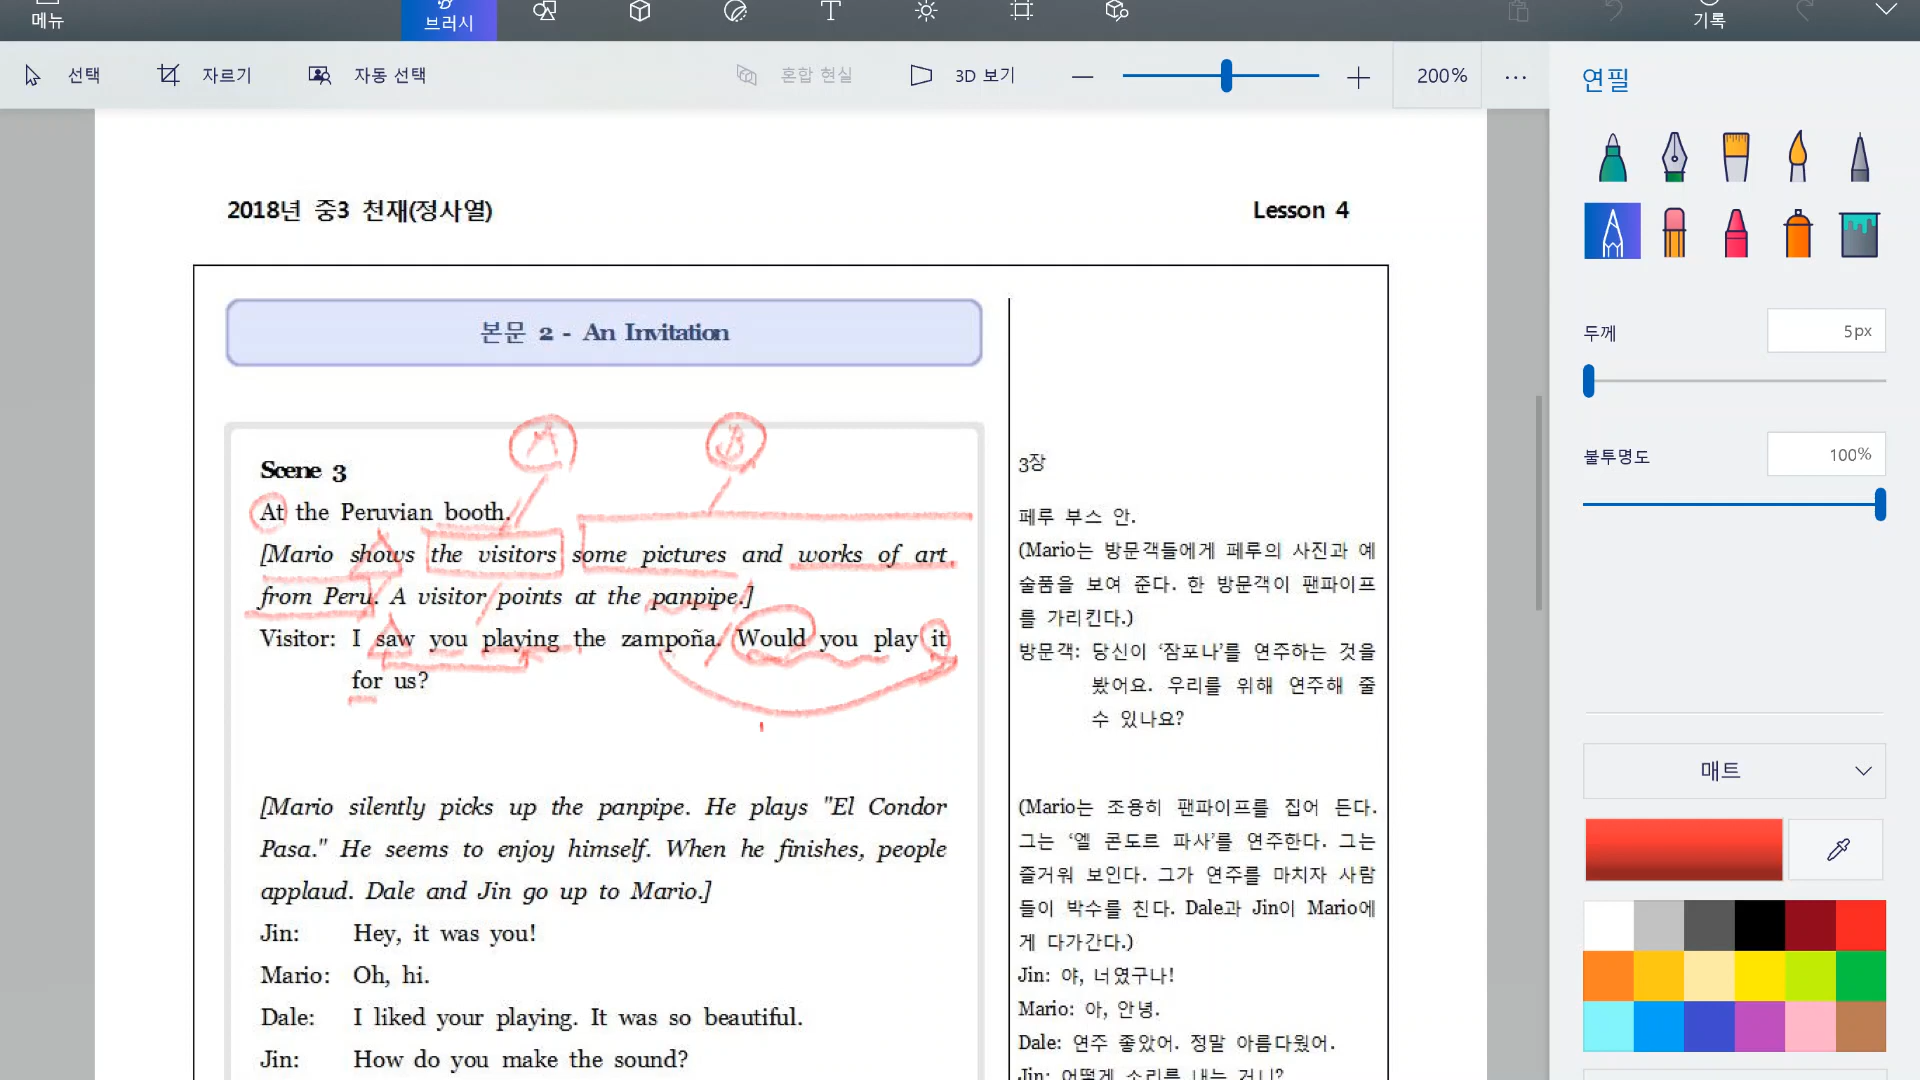 메뉴
브러시
기록
선택
자르기
자동 선택
혼합 현실
3D 보기
200%
연필
두께
5px
불투명도
100%
매트
2018년 중3 천재(정사열)
Lesson 4
본문 2 - An Invitation
A
B
Scene 3
At the Peruvian booth.
[Mario shows the visitors some pictures and works of art
from Peru. A visitor points at the panpipe.]
Visitor: I saw you playing the zampoña. Would you play it
for us?
[Mario silently picks up the panpipe. He plays "El Condor
Pasa." He seems to enjoy himself. When he finishes, people
applaud. Dale and Jin go up to Mario.]
Jin: Hey, it was you!
Mario: Oh, hi.
Dale: I liked your playing. It was so beautiful.
Jin: How do you make the sound?
3장
페루 부스 안.
(Mario는 방문객들에게 페루의 사진과 예
술품을 보여 준다. 한 방문객이 팬파이프
를 가리킨다.)
방문객: 당신이 ‘잠포냐’를 연주하는 것을
봤어요. 우리를 위해 연주해 줄
수 있나요?
(Mario는 조용히 팬파이프를 집어 든다.
그는 ‘엘 콘도르 파사’를 연주한다. 그는
즐거워 보인다. 그가 연주를 마치자 사람
들이 박수를 친다. Dale과 Jin이 Mario에
게 다가간다.)
Jin: 야, 너였구나!
Mario: 아, 안녕.
Dale: 연주 좋았어. 정말 아름다웠어.
Jin: 어떻게 소리를 내는 거니?